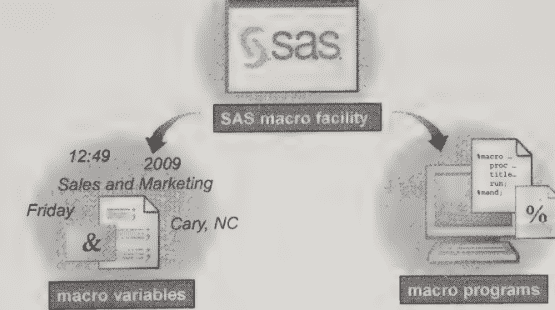 sas
SAS macro facility
12:49
2009
Sales and Marketing
Friday
Cary, NC
&
macro variables
%macro …
proc …
title…
run;
%mend;
%
macro programs